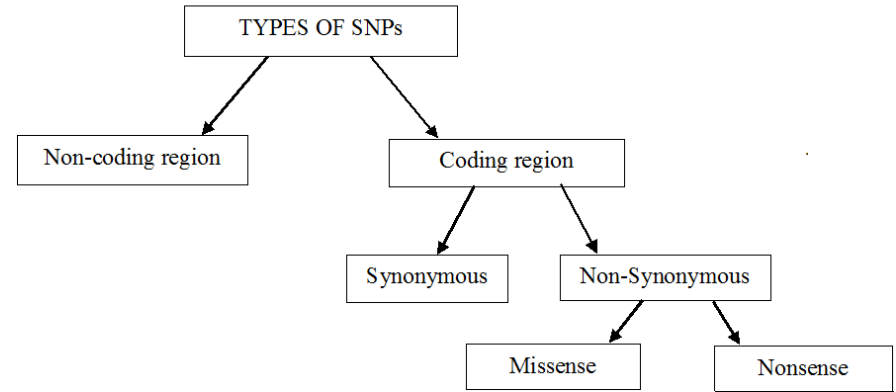 TYPES OF SNPs
Non-coding region
Coding region
Synonymous
Non-Synonymous
Missense
Nonsense